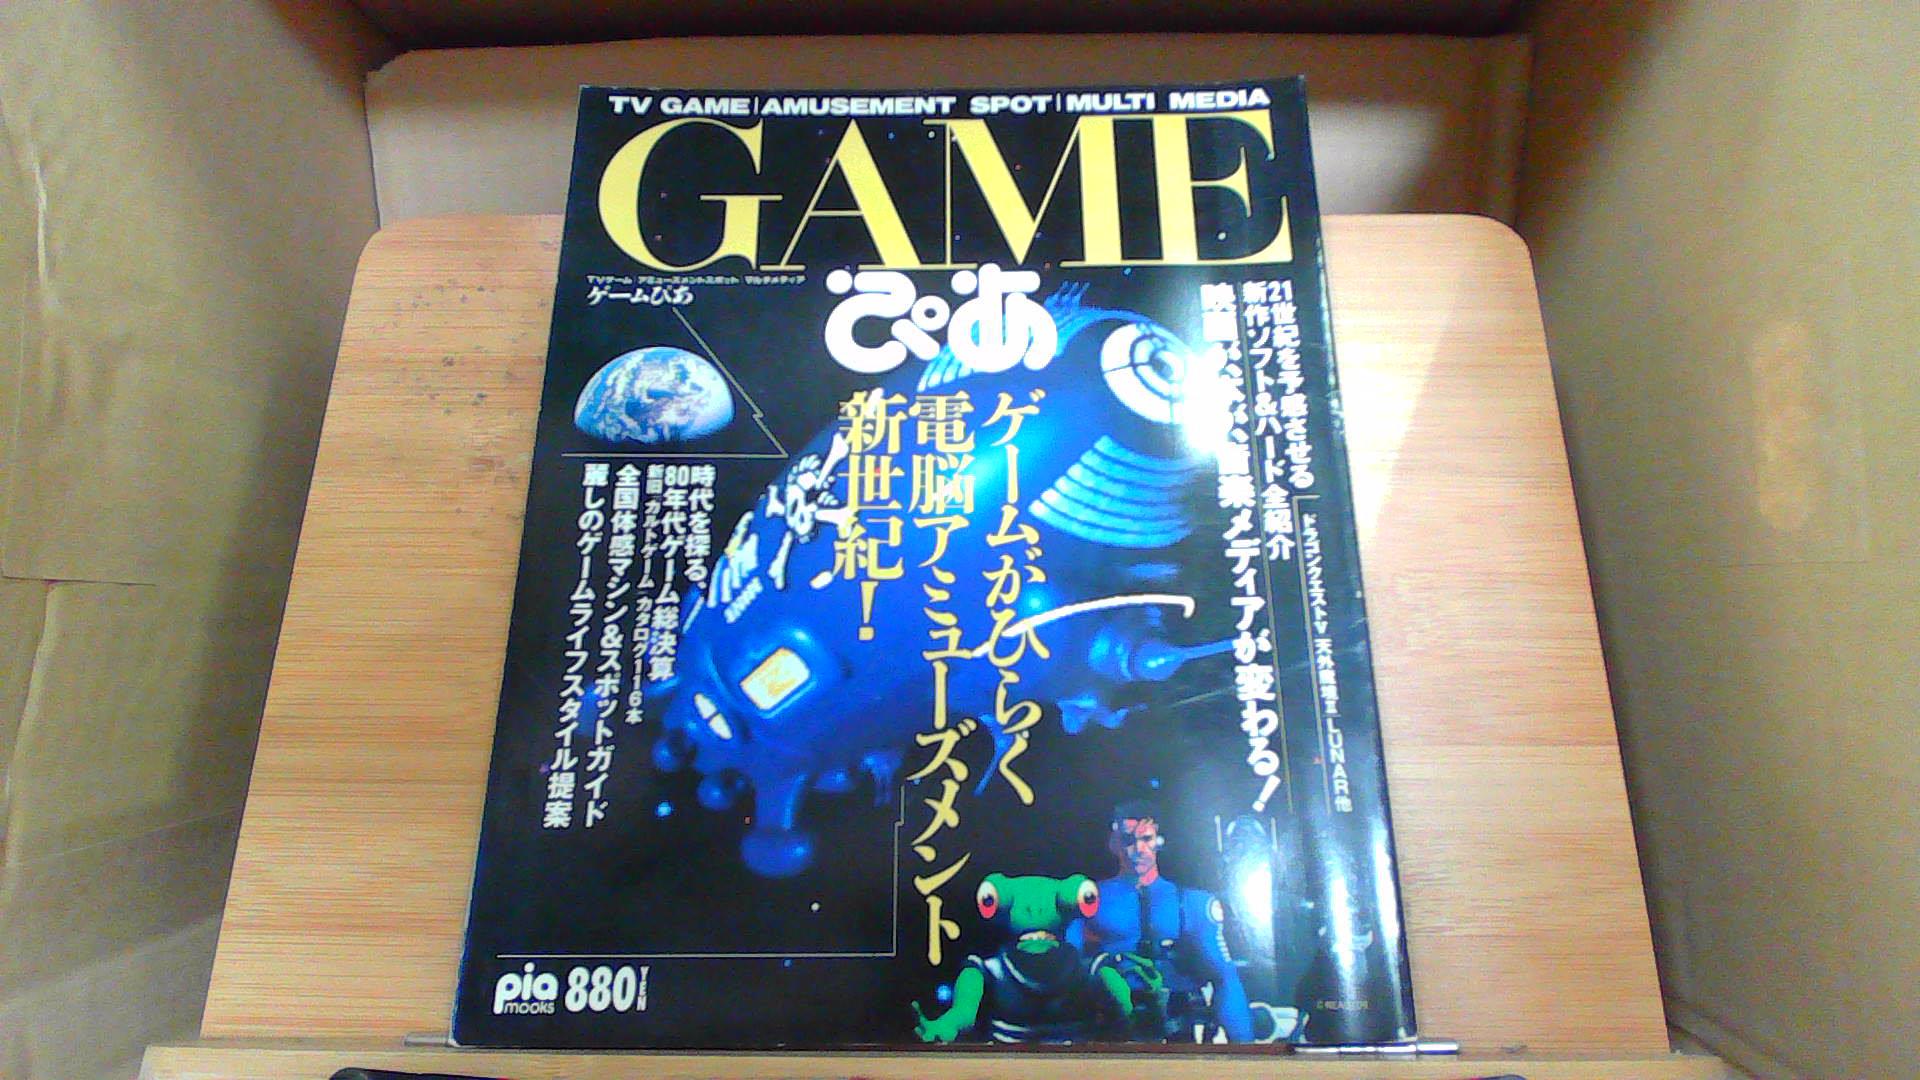 TV GAME|AMUSEMENT SPOT|MULTI MEDIA
GAME
TVゲーム アミューズメントスポット マルチメディア
ゲームぴあ
ぴあ
21世紀を予感させる
新作ソフト&ハード全紹介
ドラゴンクエストV 天外魔境II LUNAR他
映画が、本が、音楽メディアが変わる!
ゲームがひらく
電脳アミューズメント
新世紀!
時代を探る、
80年代ゲーム総決算
新旧カルトゲームカタログ116本
全国体感マシン&スポットガイド
麗しのゲームライフスタイル提案
pia
mooks
880YEN